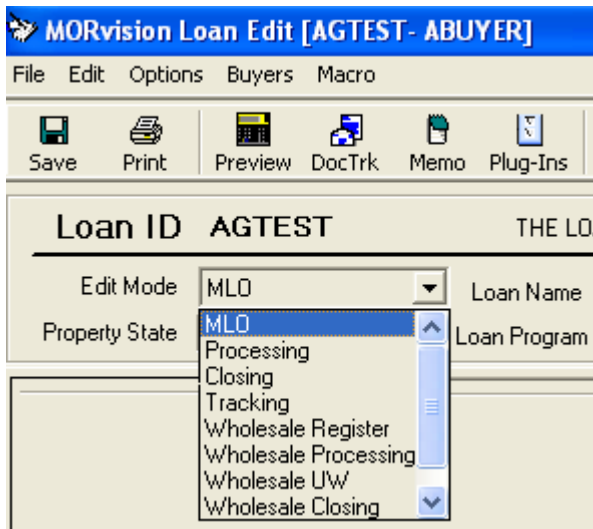 MORvision Loan Edit [AGTEST- ABUYER]
File Edit Options Buyers Macro
Save Print Preview DocTrk Memo Plug-Ins
Loan ID AGTEST THE LO
Edit Mode MLO Loan Name
Property State MLO Loan Program
Processing
Closing
Tracking
Wholesale Register
Wholesale Processing
Wholesale UW
Wholesale Closing